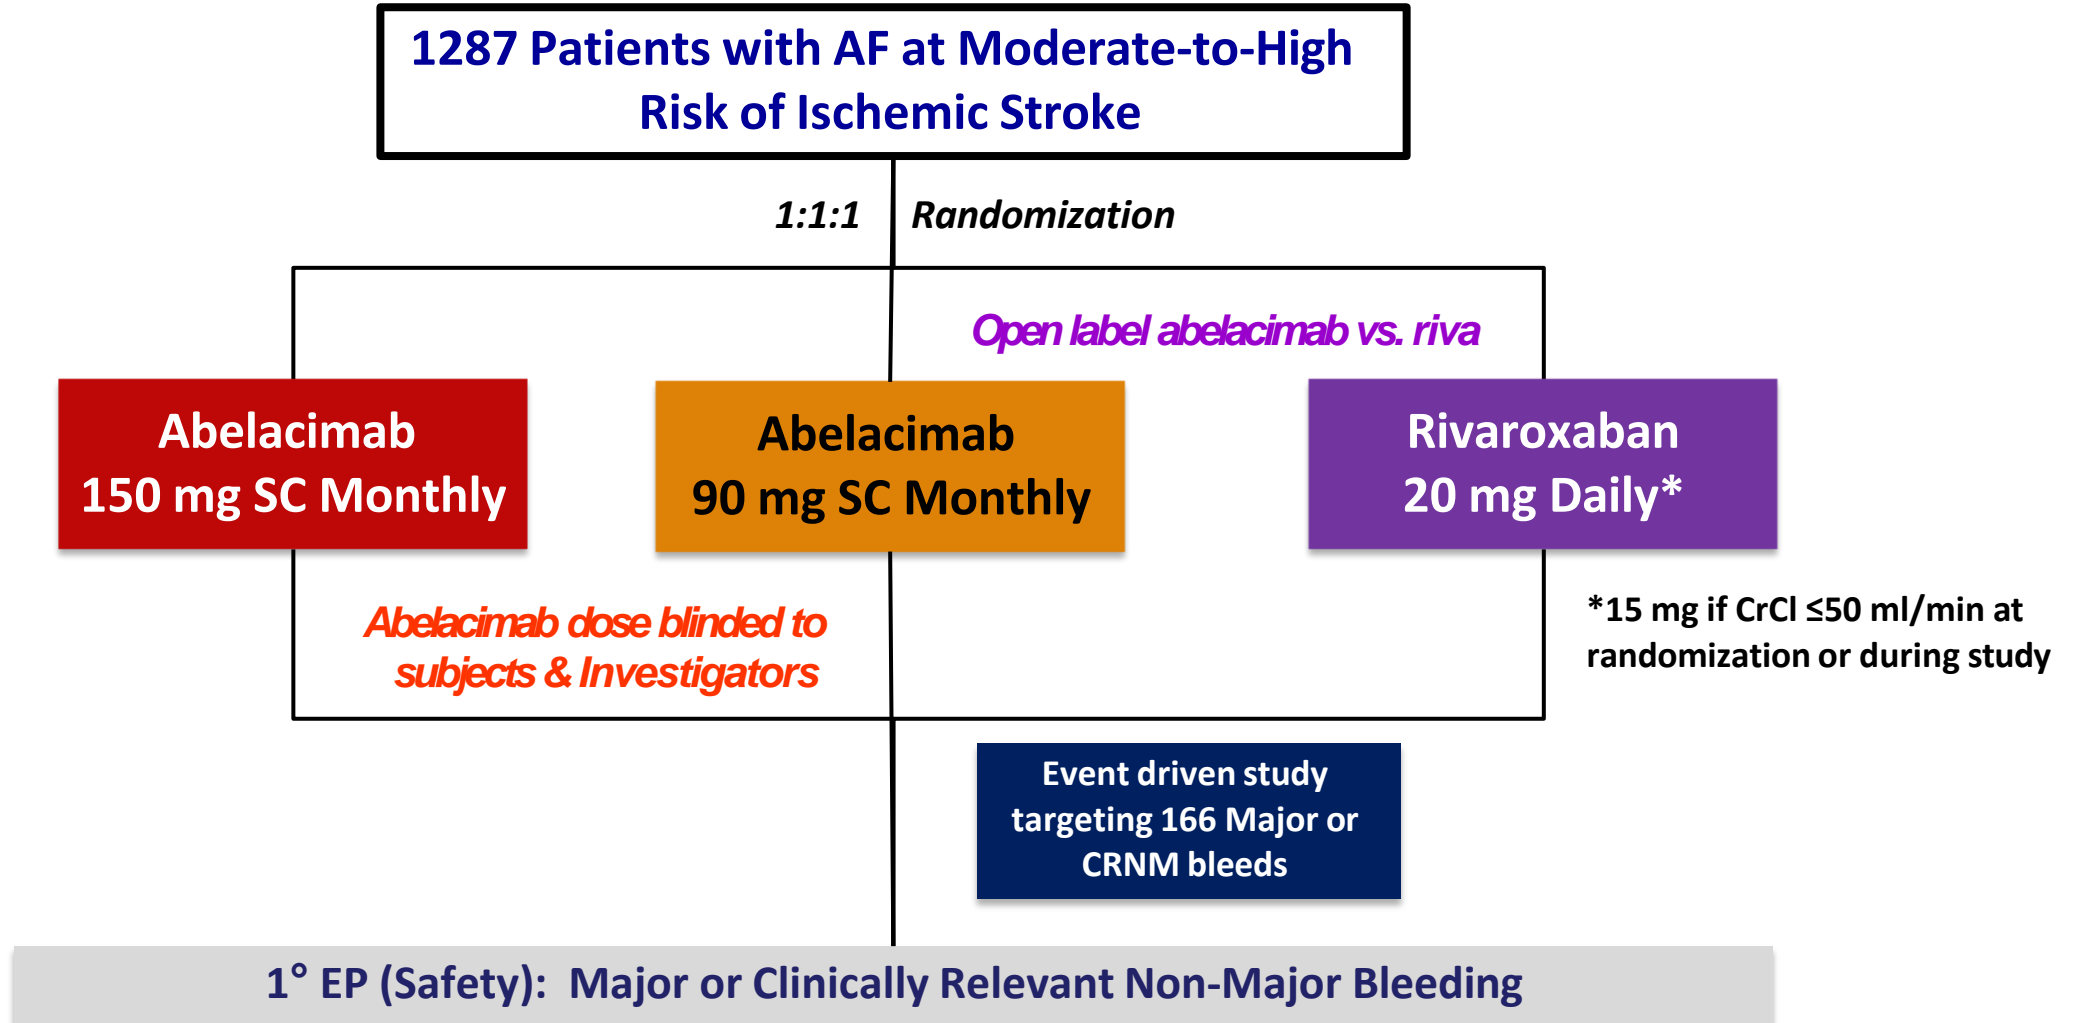 1287 Patients with AF at Moderate-to-High
Risk of Ischemic Stroke
1:1:1 Randomization
Open label abelacimab vs. riva
Abelacimab
150 mg SC Monthly
Abelacimab
90 mg SC Monthly
Rivaroxaban
20 mg Daily*
Abelacimab dose blinded to
subjects & Investigators
*15 mg if CrCl ≤50 ml/min at
randomization or during study
Event driven study
targeting 166 Major or
CRNM bleeds
1° EP (Safety): Major or Clinically Relevant Non-Major Bleeding